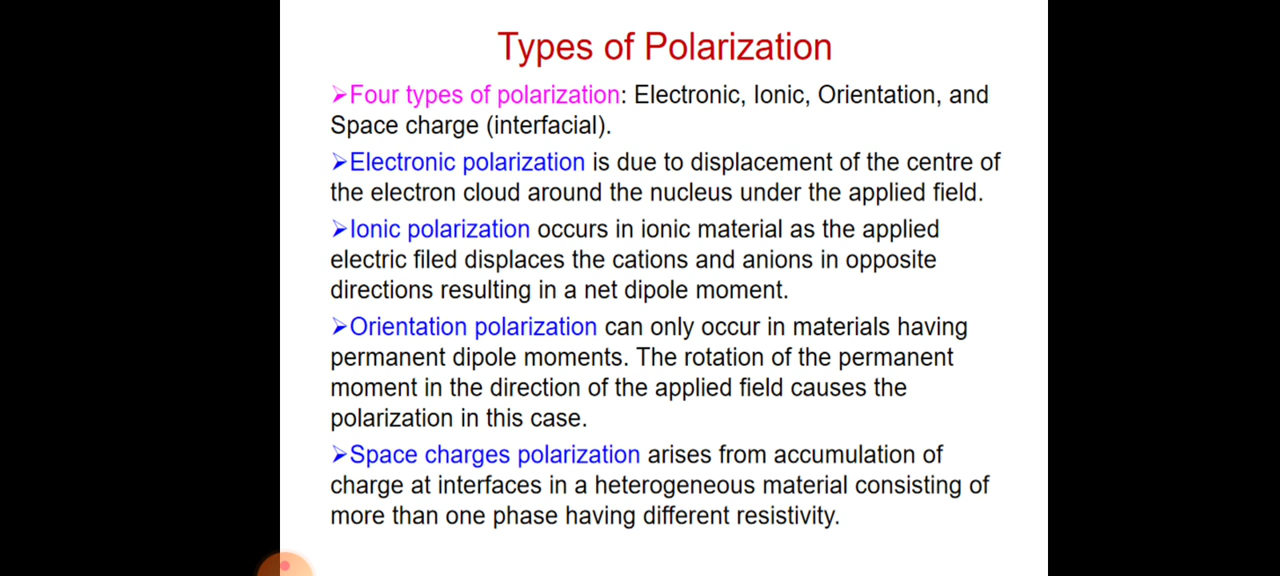 Types of Polarization
➢Four types of polarization: Electronic, Ionic, Orientation, and
Space charge (interfacial).
➢Electronic polarization is due to displacement of the centre of
the electron cloud around the nucleus under the applied field.
➢Ionic polarization occurs in ionic material as the applied
electric filed displaces the cations and anions in opposite
directions resulting in a net dipole moment.
➢Orientation polarization can only occur in materials having
permanent dipole moments. The rotation of the permanent
moment in the direction of the applied field causes the
polarization in this case.
➢Space charges polarization arises from accumulation of
charge at interfaces in a heterogeneous material consisting of
more than one phase having different resistivity.